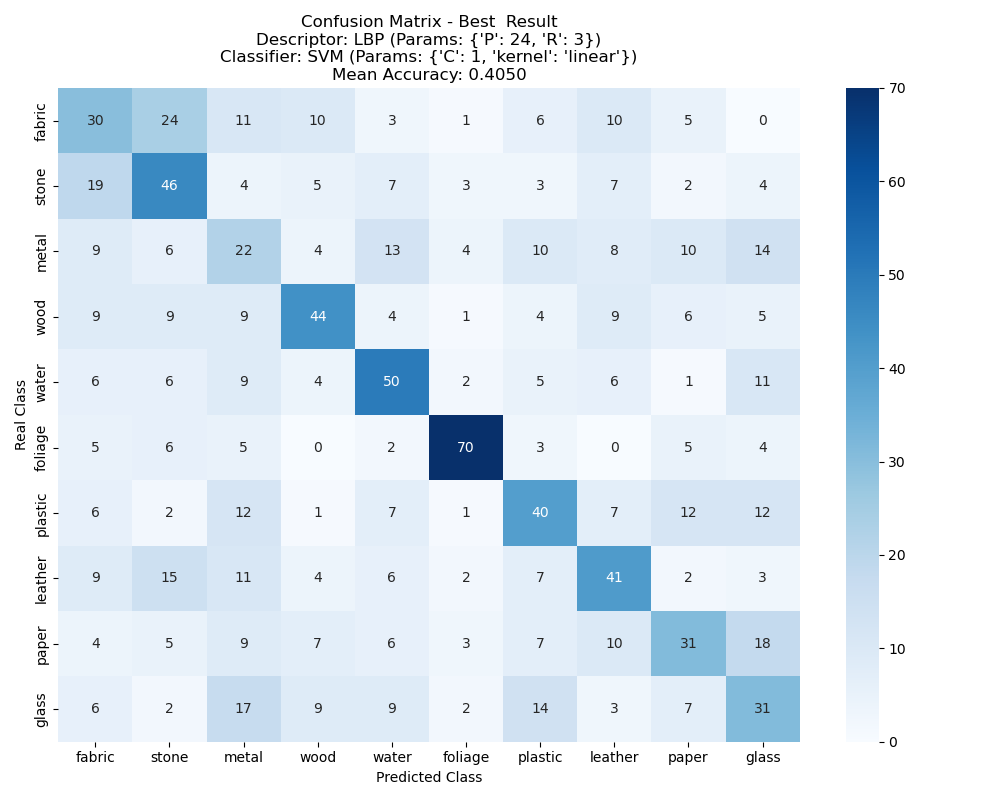 Confusion Matrix - Best  Result
Descriptor: LBP (Params: {'P': 24, 'R': 3})
Classifier: SVM (Params: {'C': 1, 'kernel': 'linear'})
Mean Accuracy: 0.4050
Real Class
fabric 30 24 11 10 3 1 6 10 5 0
stone 19 46 4 5 7 3 3 7 2 4
metal 9 6 22 4 13 4 10 8 10 14
wood 9 9 9 44 4 1 4 9 6 5
water 6 6 9 4 50 2 5 6 1 11
foliage 5 6 5 0 2 70 3 0 5 4
plastic 6 2 12 1 7 1 40 7 12 12
leather 9 15 11 4 6 2 7 41 2 3
paper 4 5 9 7 6 3 7 10 31 18
glass 6 2 17 9 9 2 14 3 7 31
fabric stone metal wood water foliage plastic leather paper glass
Predicted Class
70
60
50
40
30
20
10
0